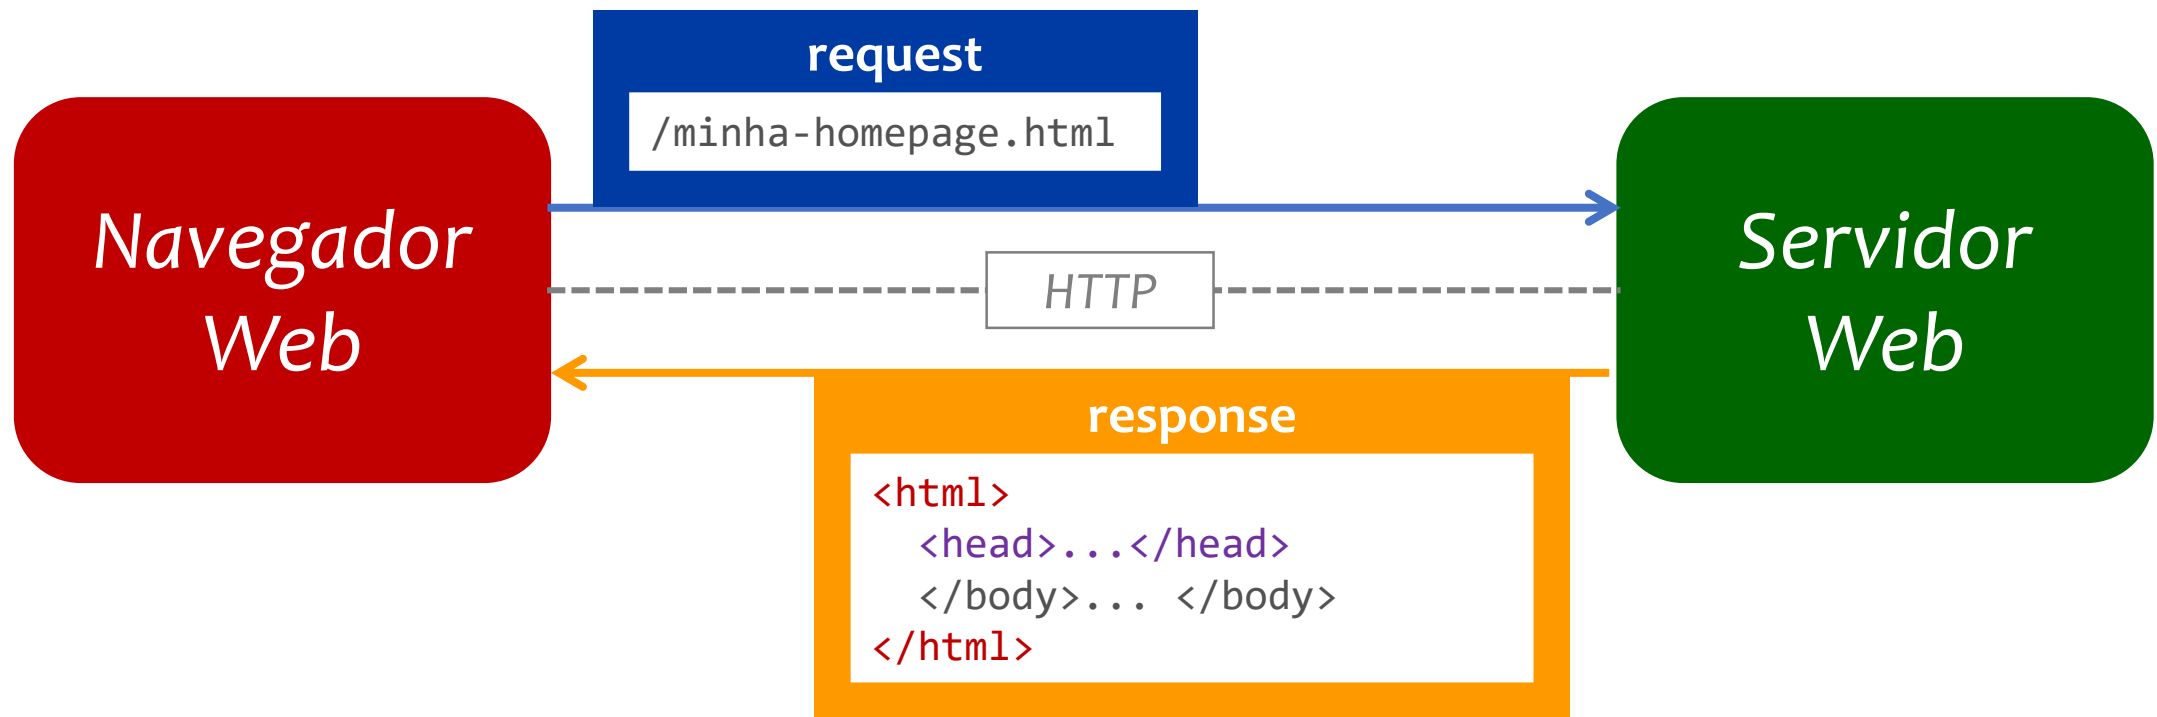 request
/minha-homepage.html
Navegador
Web
HTTP
Servidor
Web
response
<html>
  <head>...</head>
  </body>... </body>
</html>